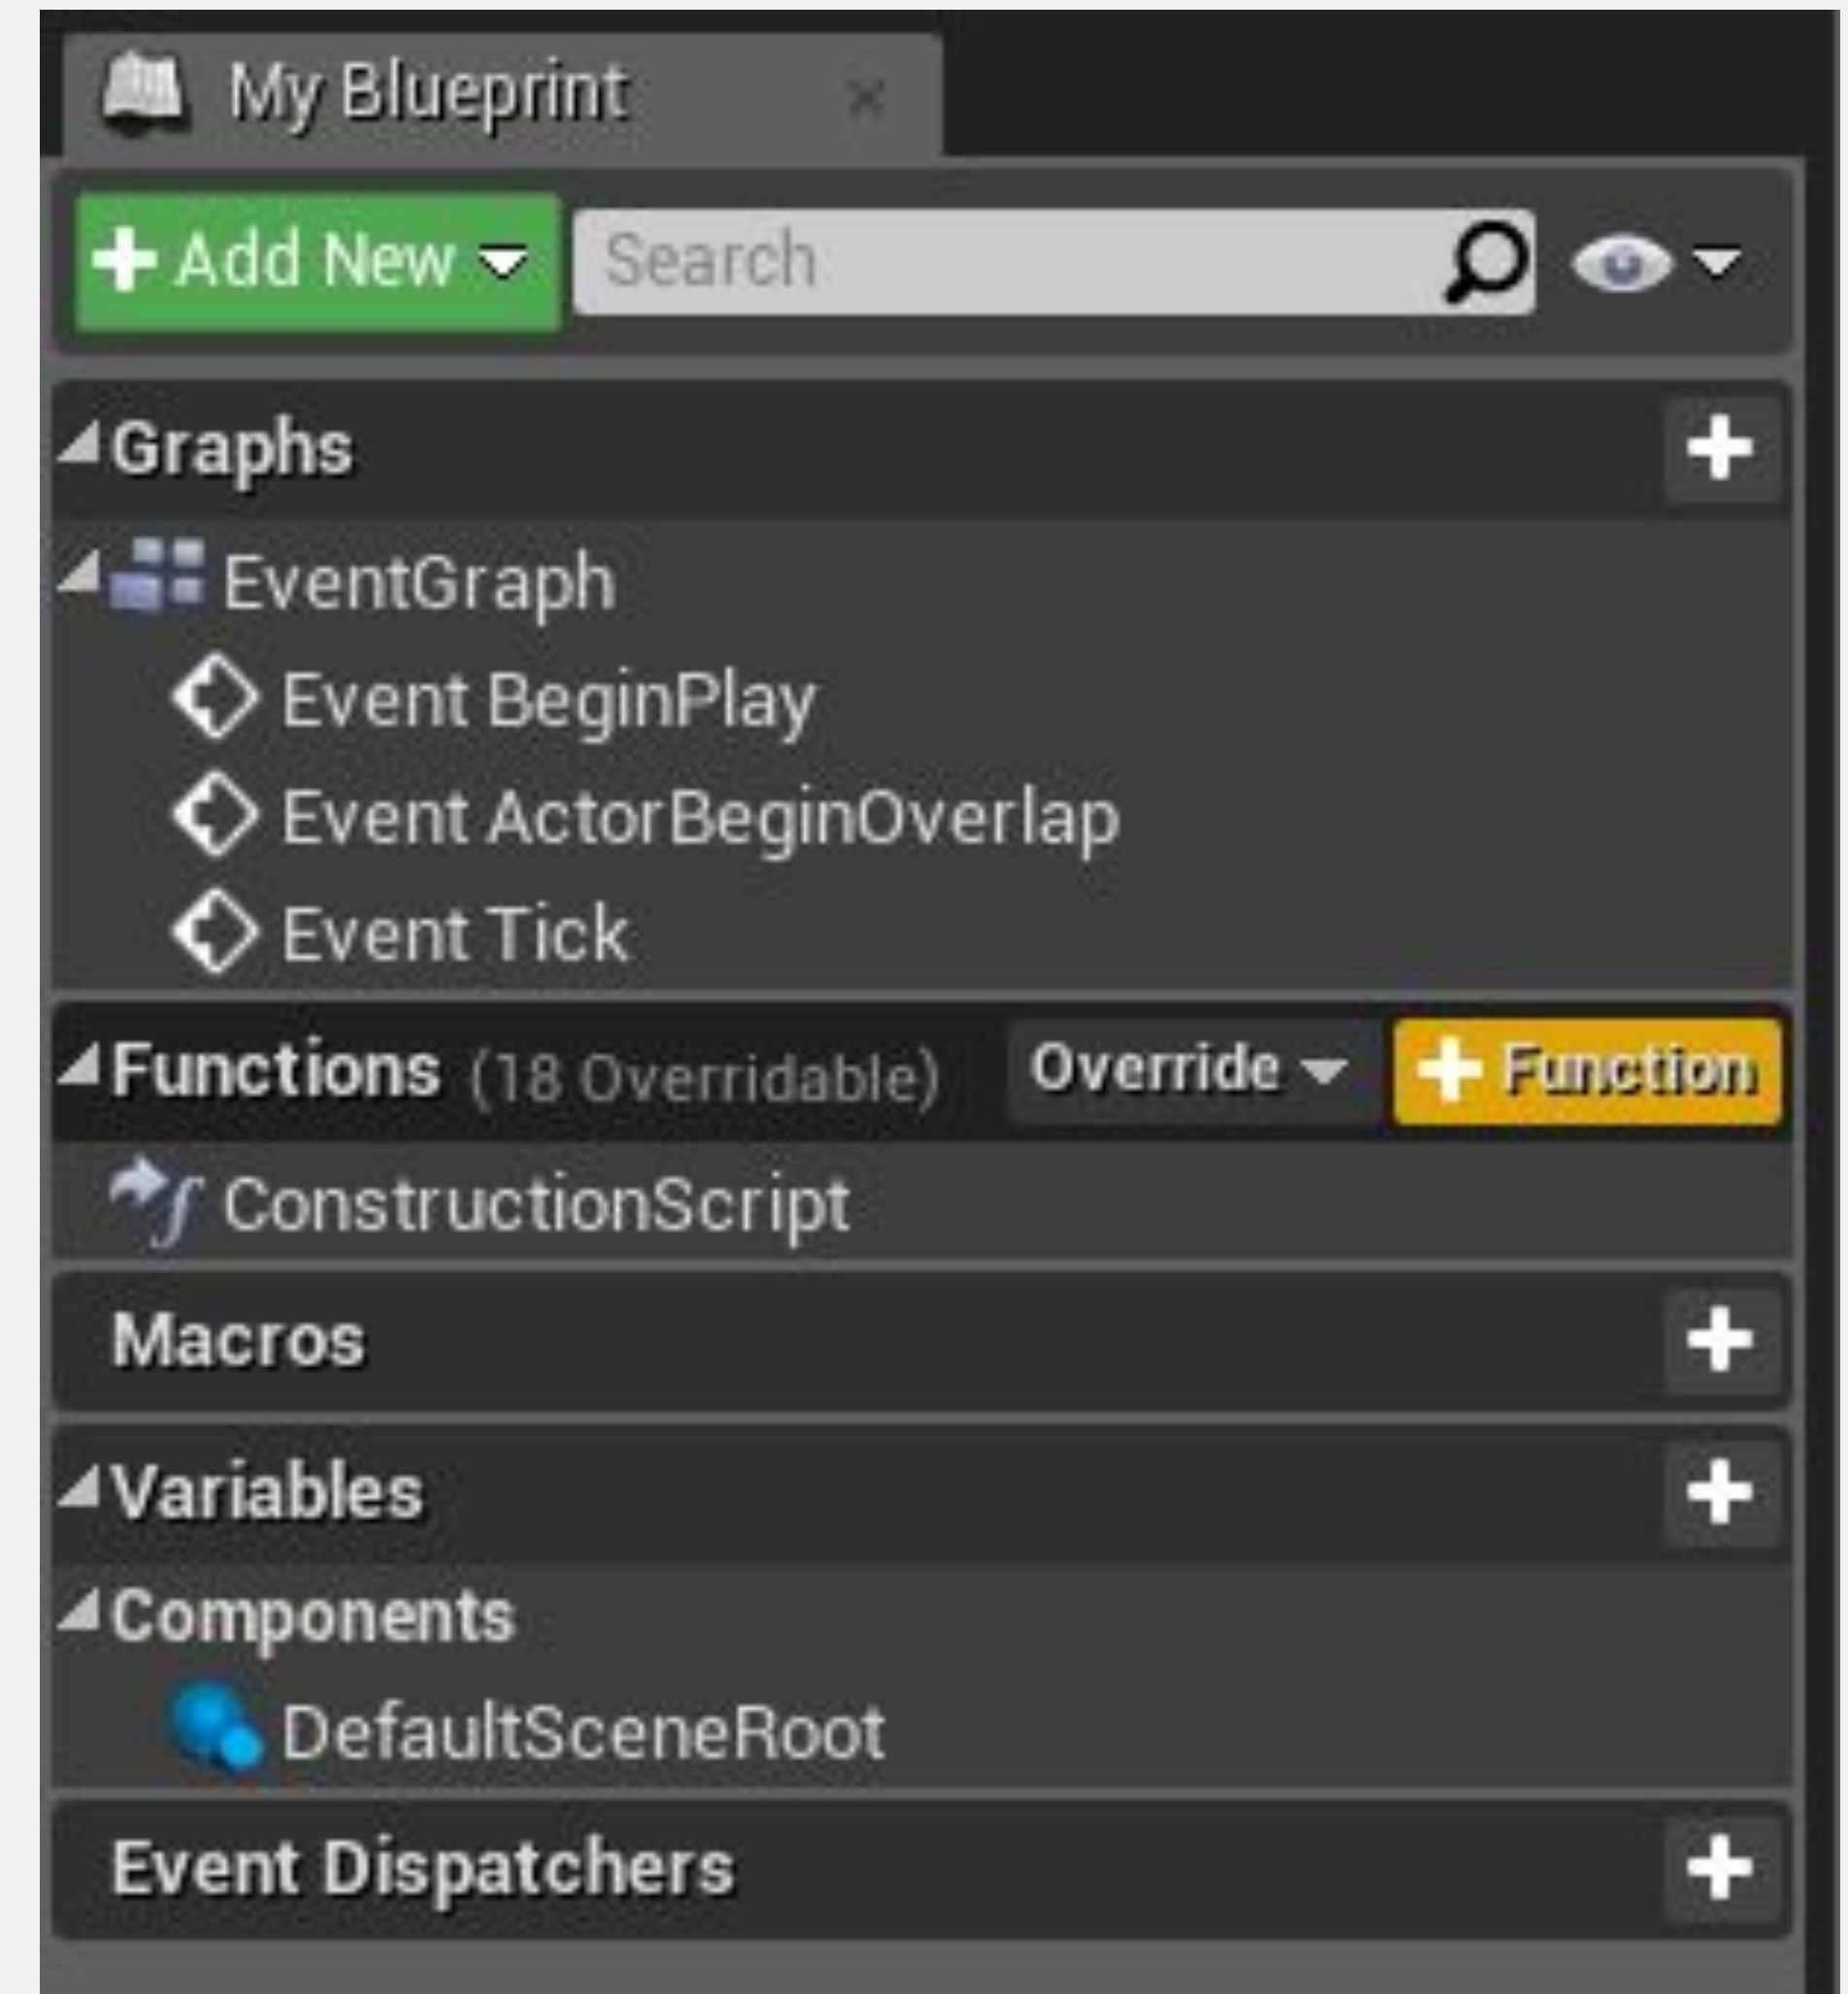 My Blueprint
Add New Search
Graphs
EventGraph
Event BeginPlay
Event ActorBeginOverlap
Event Tick
Functions (18 Overridable) Override Function
ConstructionScript
Macros
Variables
Components
DefaultSceneRoot
Event Dispatchers